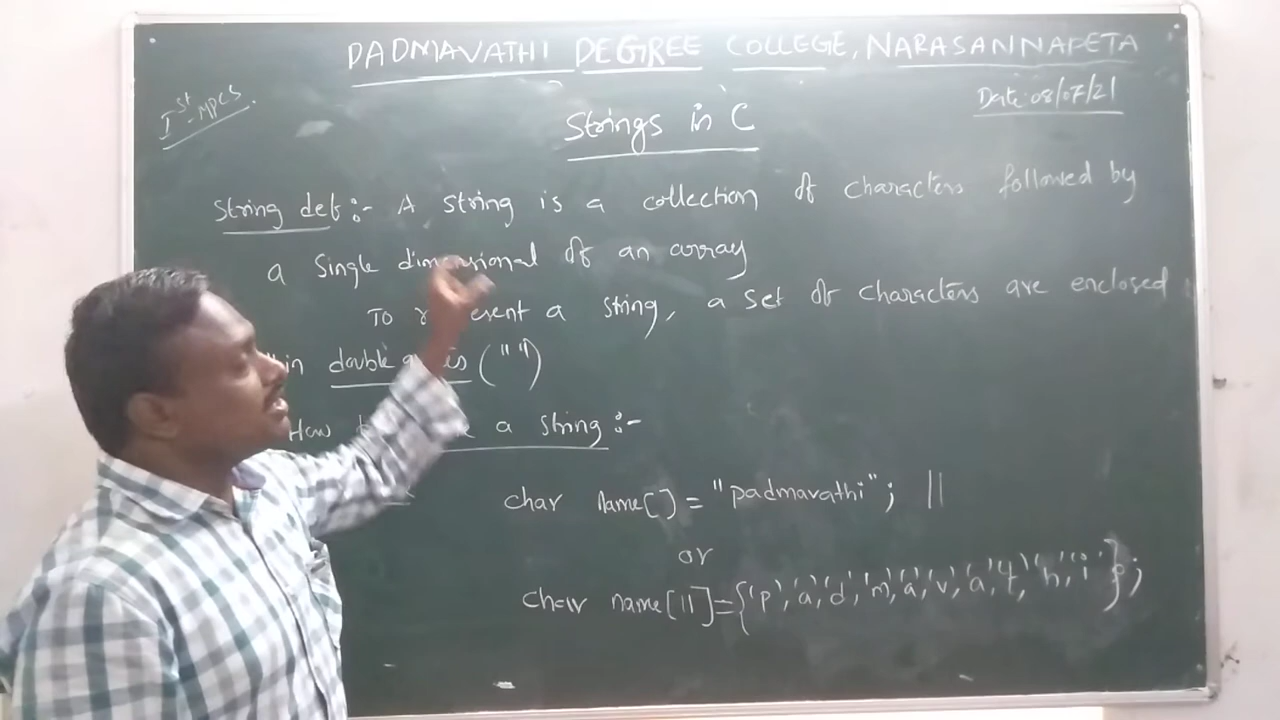 PADMAVATHI DEGREE COLLEGE, NARASANNAPETA
Ist MPCS.
Date: 08/07/21
Strings in C
String def:- A string is a collection of characters followed by
a single dimensional of an array
To represent a string, a set of characters are enclosed
in double (" ")
How a string:-
char name[] = "padmavathi"; ||
or
char name[11]={'p','a','d','m','a','v','a','t','h','i'};